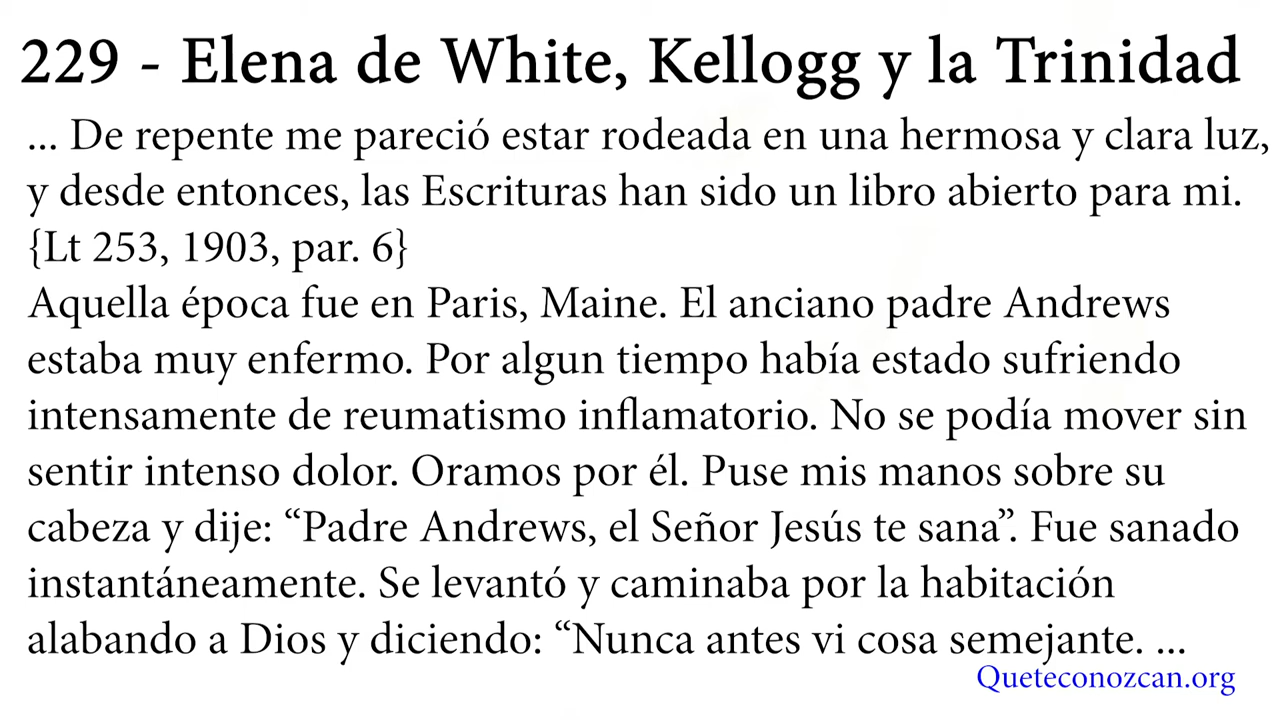 229 - Elena de White, Kellogg y la Trinidad
... De repente me pareció estar rodeada en una hermosa y clara luz,
y desde entonces, las Escrituras han sido un libro abierto para mi.
{Lt 253, 1903, par. 6}
Aquella época fue en Paris, Maine. El anciano padre Andrews
estaba muy enfermo. Por algun tiempo había estado sufriendo
intensamente de reumatismo inflamatorio. No se podía mover sin
sentir intenso dolor. Oramos por él. Puse mis manos sobre su
cabeza y dije: “Padre Andrews, el Señor Jesús te sana”. Fue sanado
instantáneamente. Se levantó y caminaba por la habitación
alabando a Dios y diciendo: “Nunca antes vi cosa semejante. ...
Queteconozcan.org